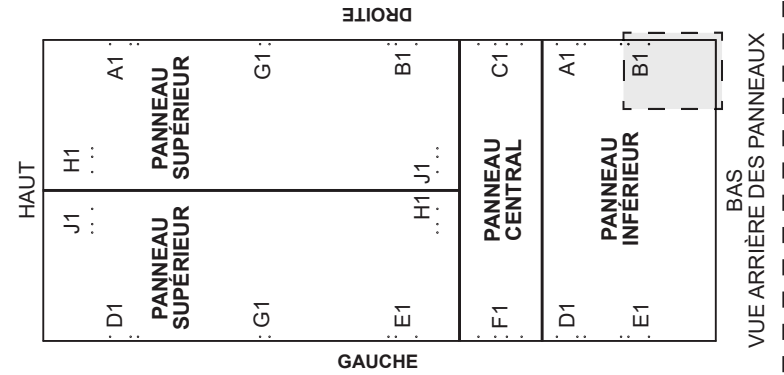 HAUT
J1 H1
D1 A1
PANNEAU
SUPÉRIEUR
PANNEAU
SUPÉRIEUR
G1 G1
E1 B1
H1 J1
GAUCHE
DROITE
F1 C1
PANNEAU
CENTRAL
D1 A1
PANNEAU
INFÉRIEUR
E1 B1
BAS
VUE ARRIÈRE DES PANNEAUX